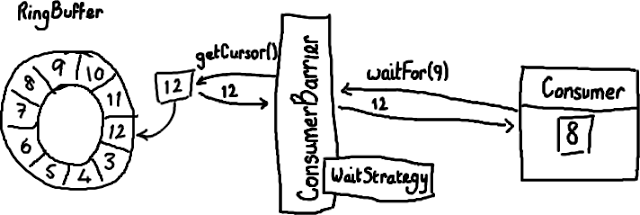 RingBuffer
9
10
11
12
3
4
5
6
7
8
12
getCursor()
12
ConsumerBarrier
WaitStrategy
waitFor(9)
12
Consumer
8